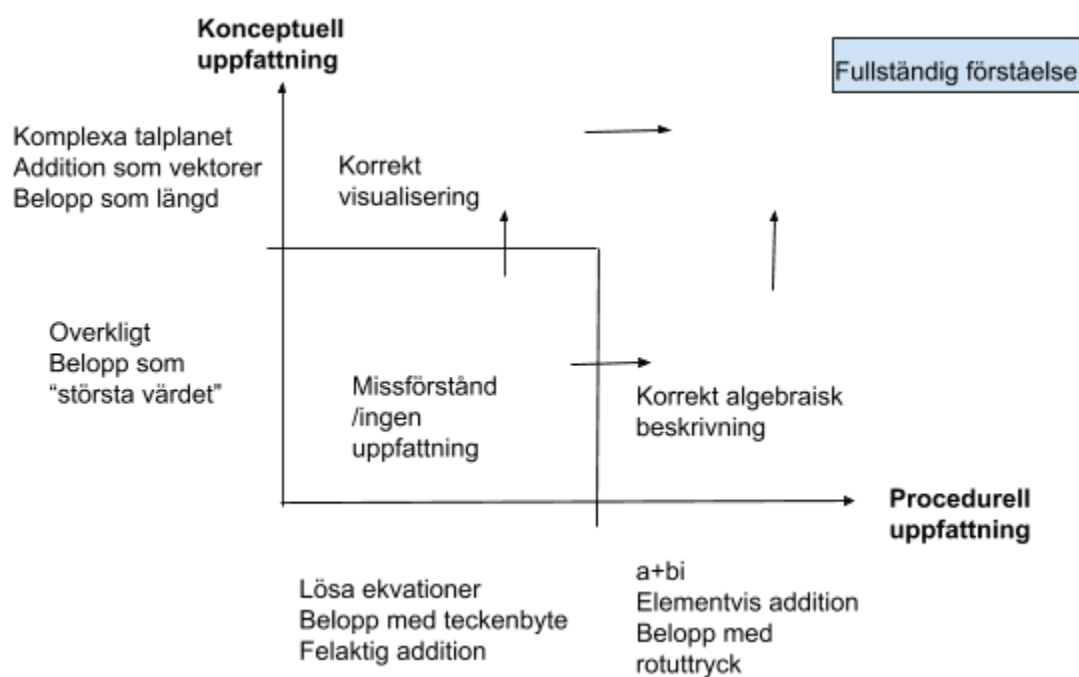 Konceptuell
uppfattning
Fullständig förståelse
Komplexa talplanet
Addition som vektorer
Belopp som längd
Korrekt
visualisering
Overkligt
Belopp som
“största värdet”
Missförstånd
/ingen
uppfattning
Korrekt algebraisk
beskrivning
Procedurell
uppfattning
Lösa ekvationer
Belopp med teckenbyte
Felaktig addition
a+bi
Elementvis addition
Belopp med
rotuttryck